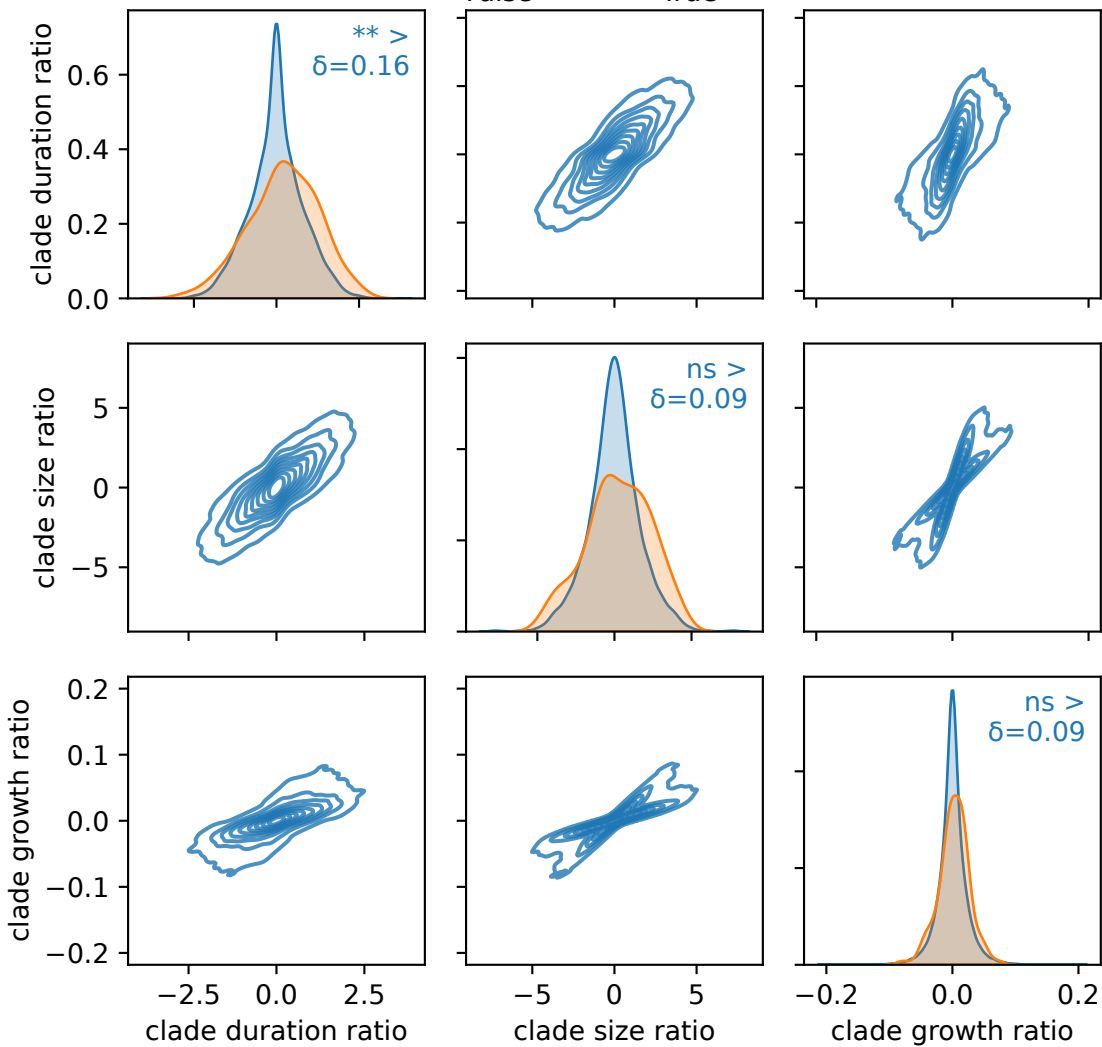 clade duration ratio
0.6
0.4
0.2
0.0
** >
δ=0.16
clade size ratio
5
0
−5
ns >
δ=0.09
clade growth ratio
0.2
0.1
0.0
−0.1
−0.2
ns >
δ=0.09
−2.5 0.0 2.5
−5 0 5
−0.2 0.0 0.2
clade duration ratio
clade size ratio
clade growth ratio